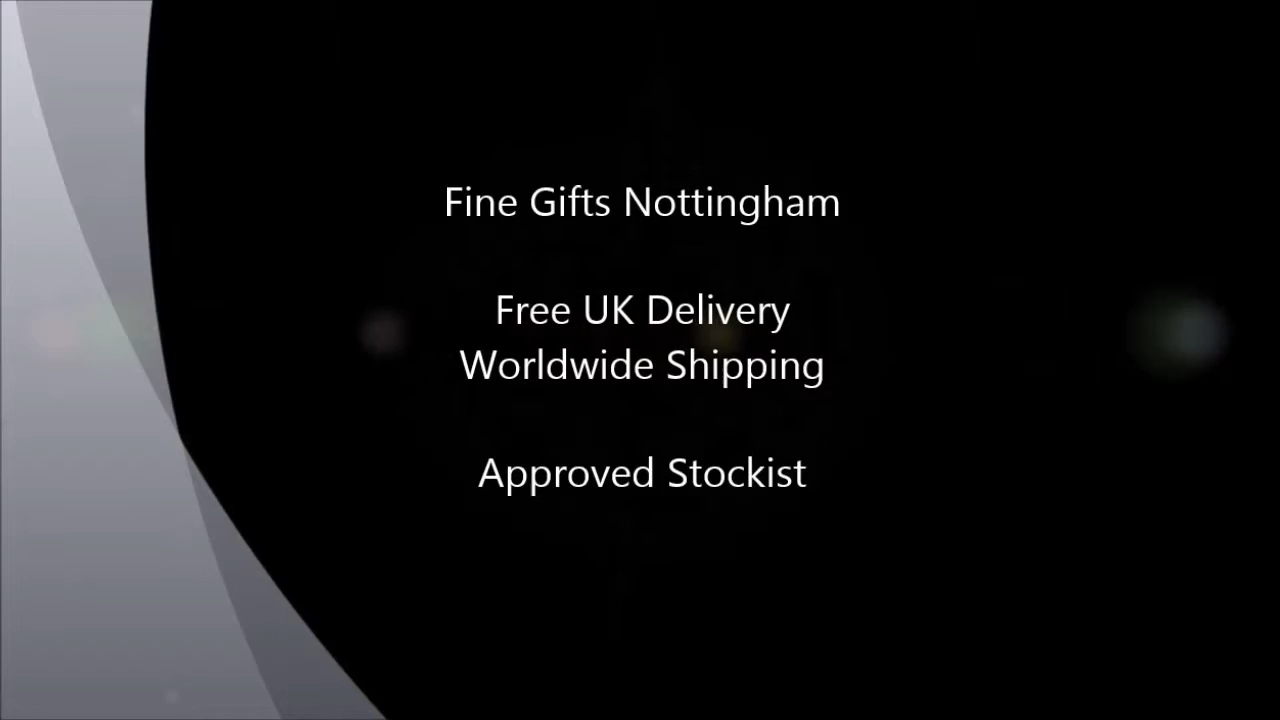 Fine Gifts Nottingham
Free UK Delivery
Worldwide Shipping
Approved Stockist